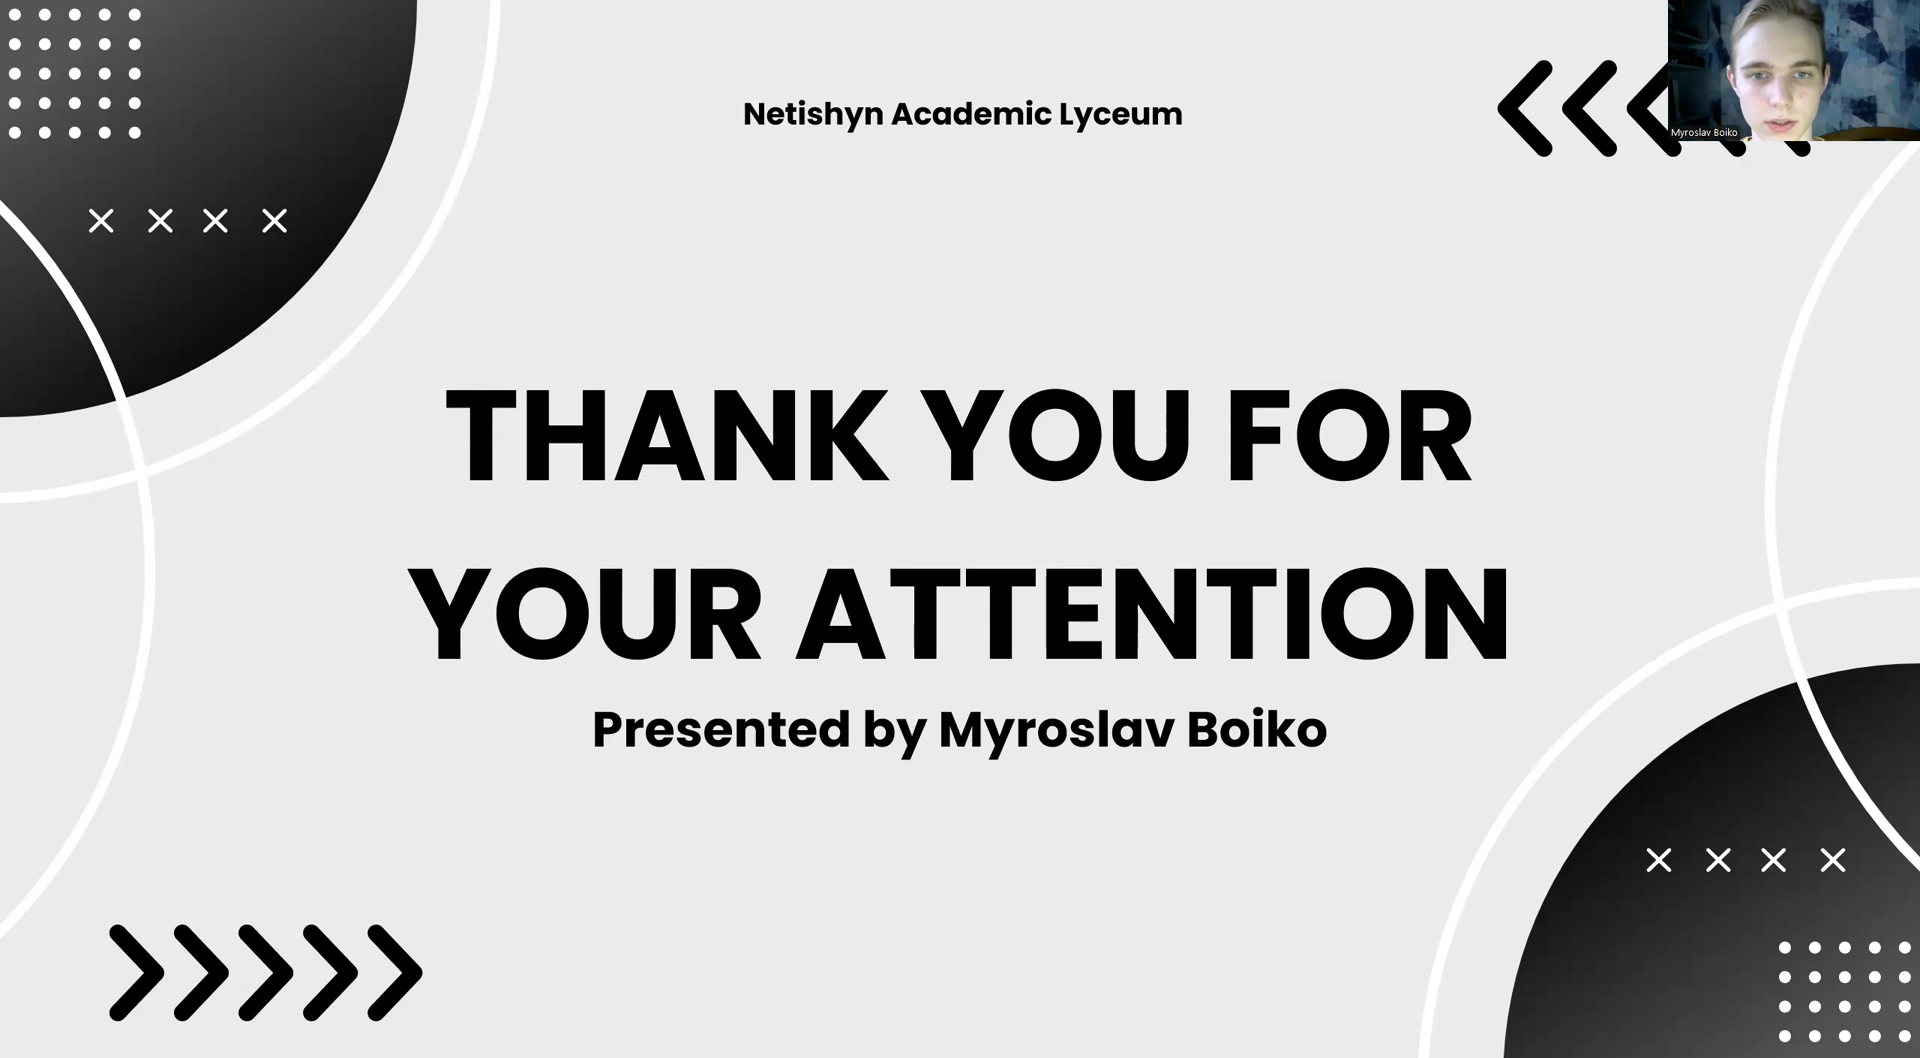 Netishyn Academic Lyceum
Myroslav Boiko
THANK YOU FOR
YOUR ATTENTION
Presented by Myroslav Boiko